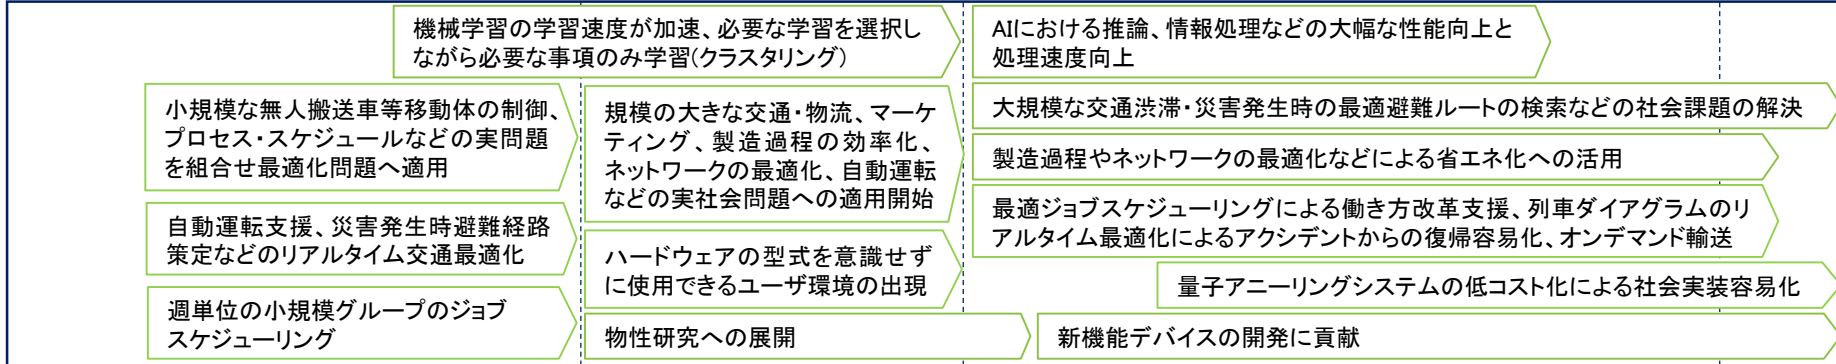 機械学習の学習速度が加速、必要な学習を選択し
ながら必要な事項のみ学習(クラスタリング)
AIにおける推論、情報処理などの大幅な性能向上と
処理速度向上
小規模な無人搬送車等移動体の制御、
プロセス・スケジュールなどの実問題
を組合せ最適化問題へ適用
規模の大きな交通・物流、マーケ
ティング、製造過程の効率化、
ネットワークの最適化、自動運転
などの実社会問題への適用開始
大規模な交通渋滞・災害発生時の最適避難ルートの検索などの社会課題の解決
製造過程やネットワークの最適化などによる省エネ化への活用
自動運転支援、災害発生時避難経路
策定などのリアルタイム交通最適化
最適ジョブスケジューリングによる働き方改革支援、列車ダイアグラムのリ
アルタイム最適化によるアクシデントからの復帰容易化、オンデマンド輸送
ハードウェアの型式を意識せず
に使用できるユーザ環境の出現
量子アニーリングシステムの低コスト化による社会実装容易化
週単位の小規模グループのジョブ
スケジューリング
物性研究への展開
新機能デバイスの開発に貢献